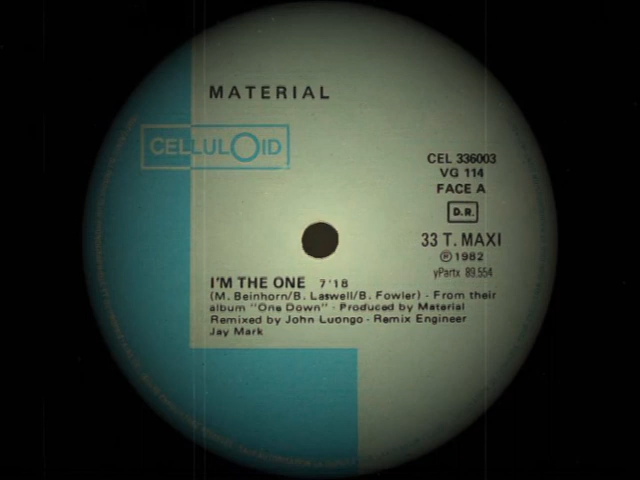 MATERIAL
CELLULOID
CEL 336003
VG 114
FACE A
D.R.
33 T. MAXI
℗ 1982
yPartx 89.554
I'M THE ONE 7'18
(M. Beinhorn/B. Laswell/B. Fowler) - From their
album "One Down" - Produced by Material
Remixed by John Luongo - Remix Engineer
Jay Mark